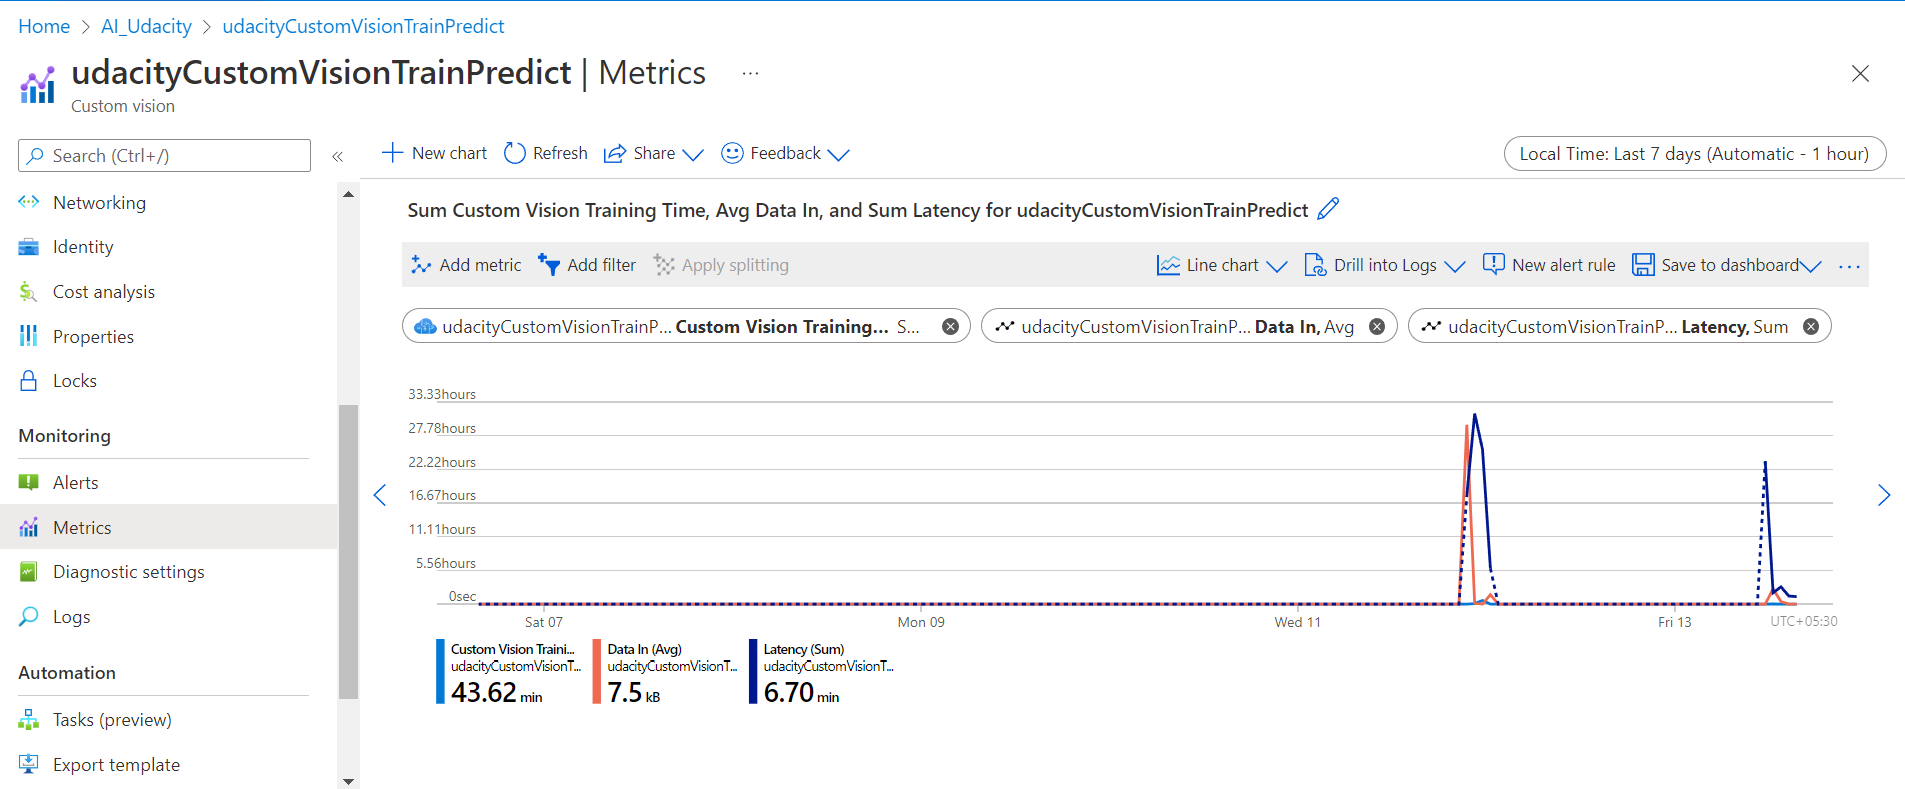 Home > AI_Udacity > udacityCustomVisionTrainPredict
udacityCustomVisionTrainPredict | Metrics ...
Custom vision
Search (Ctrl+/)
«
Networking
Identity
Cost analysis
Properties
Locks
Monitoring
Alerts
Metrics
Diagnostic settings
Logs
Automation
Tasks (preview)
Export template
New chart Refresh Share Feedback
Local Time: Last 7 days (Automatic - 1 hour)
Sum Custom Vision Training Time, Avg Data In, and Sum Latency for udacityCustomVisionTrainPredict
Add metric Add filter Apply splitting Line chart Drill into Logs New alert rule Save to dashboard ...
udacityCustomVisionTrainP... Custom Vision Training... S...
udacityCustomVisionTrainP... Data In, Avg
udacityCustomVisionTrainP... Latency, Sum
33.33hours
27.78hours
22.22hours
16.67hours
11.11hours
5.56hours
0sec
Sat 07 Mon 09 Wed 11 Fri 13 UTC+05:30
Custom Vision Traini...
udacityCustomVisionT...
43.62 min
Data In (Avg)
udacityCustomVisionT...
7.5 kB
Latency (Sum)
udacityCustomVisionT...
6.70 min